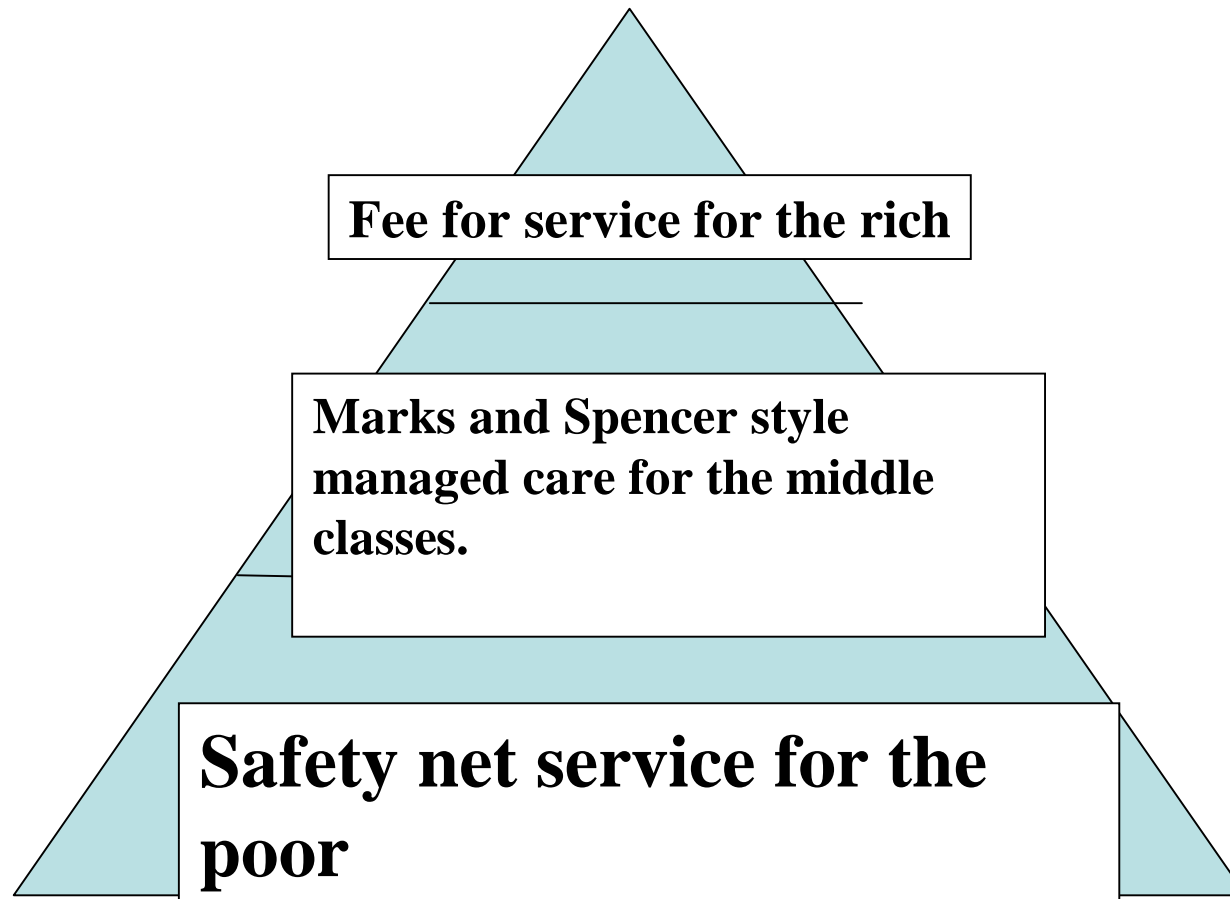 Fee for service for the rich
Marks and Spencer style
managed care for the middle
classes.
Safety net service for the
poor